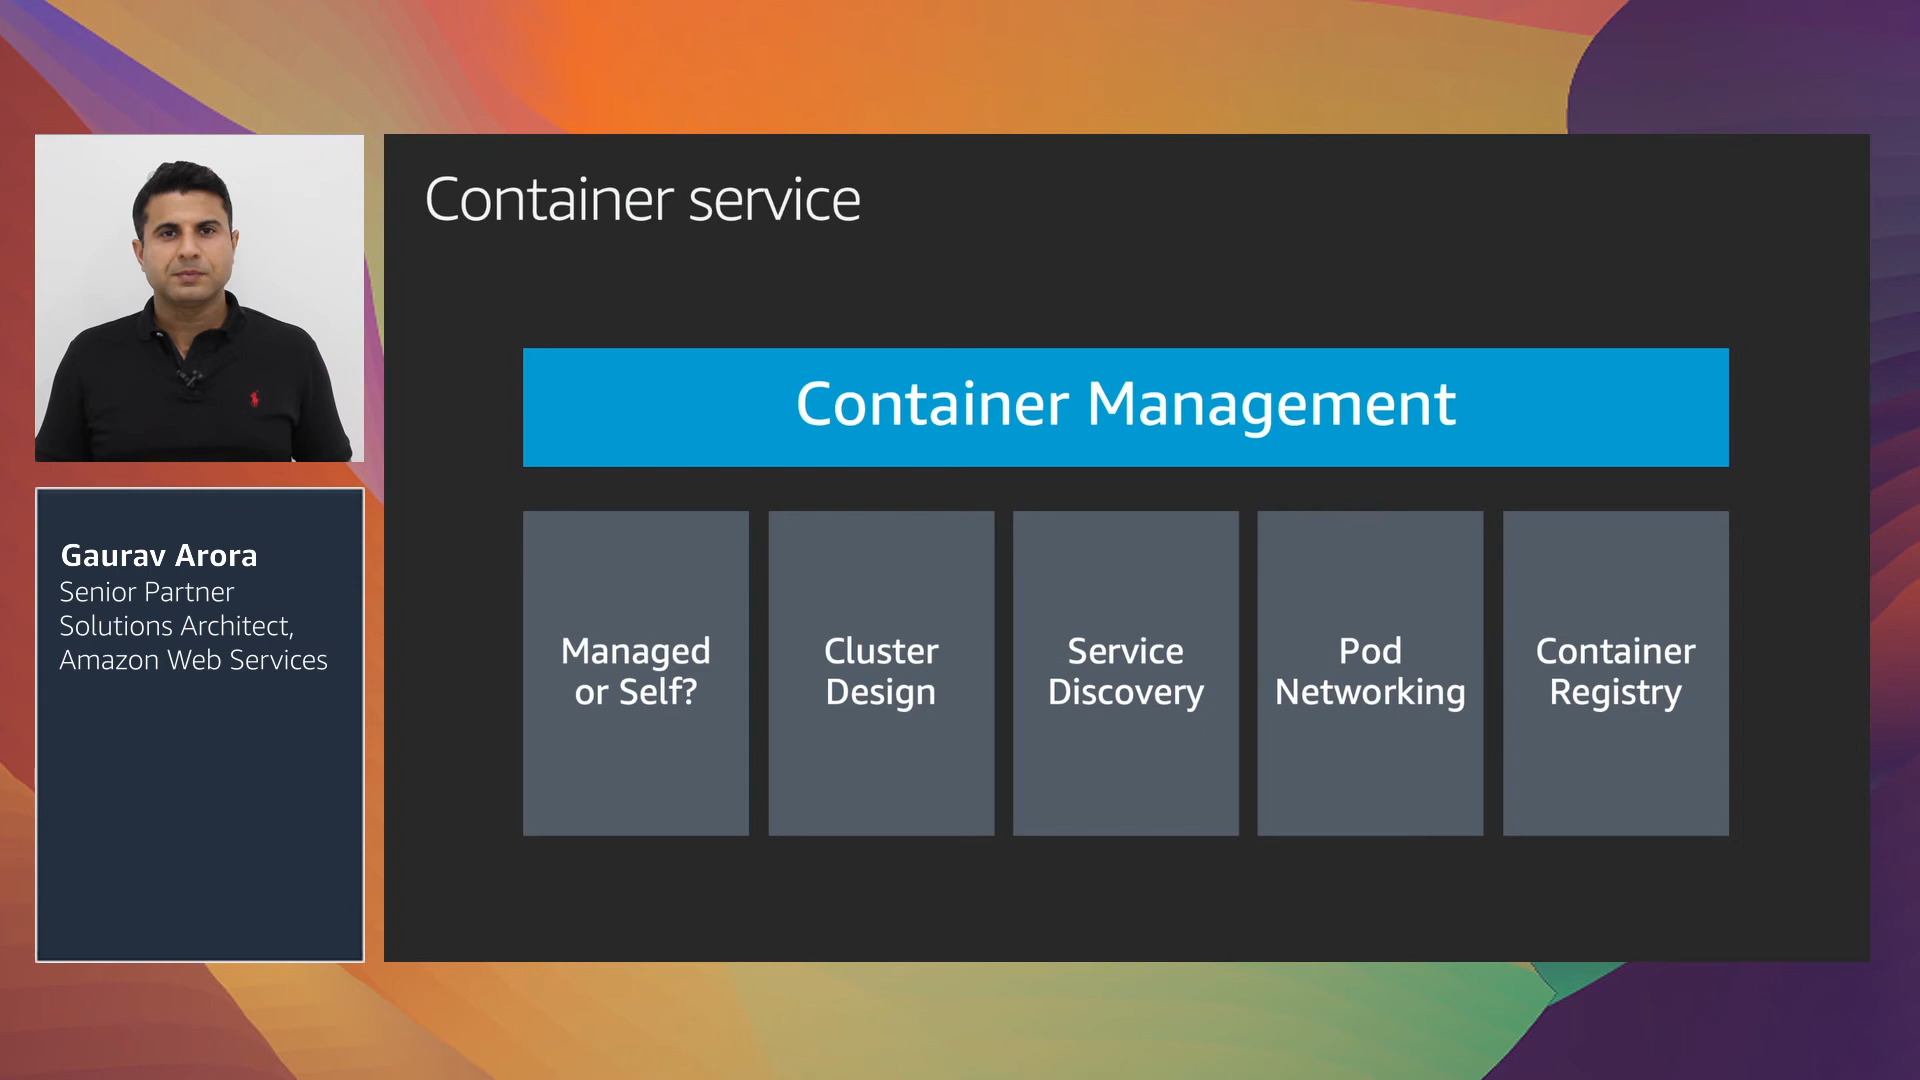 Container service
Container Management
Managed
or Self?
Cluster
Design
Service
Discovery
Pod
Networking
Container
Registry
Gaurav Arora
Senior Partner
Solutions Architect,
Amazon Web Services